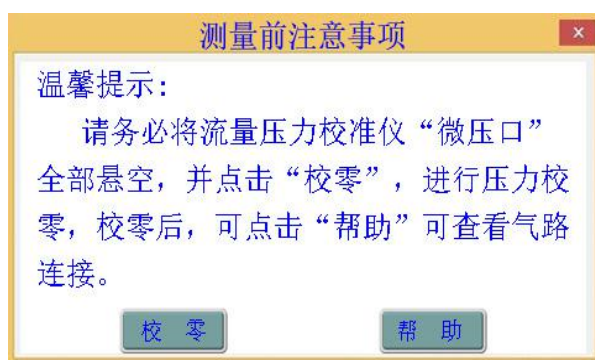 测量前注意事项
温馨提示:
请务必将流量压力校准仪“微压口”
全部悬空，并点击“校零”，进行压力校
零，校零后，可点击“帮助”可查看气路
连接。
校 零
帮 助